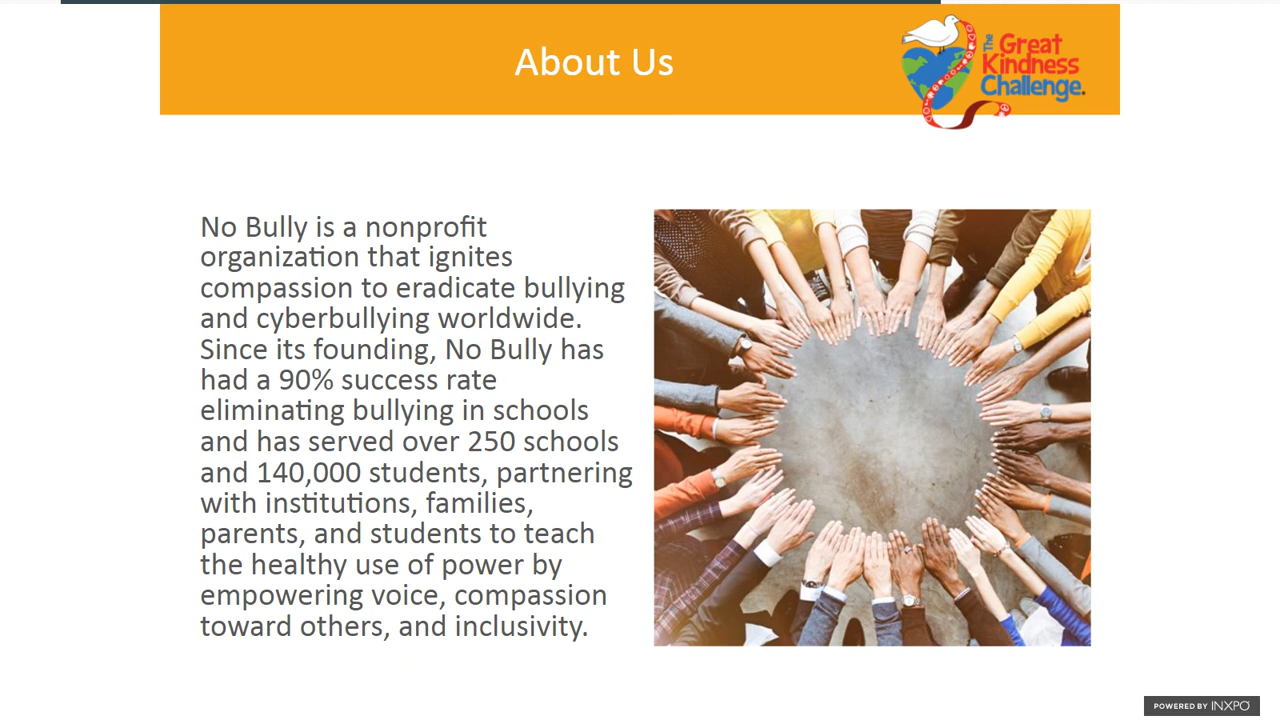 About Us
The
Great
Kindness
Challenge.
No Bully is a nonprofit
organization that ignites
compassion to eradicate bullying
and cyberbullying worldwide.
Since its founding, No Bully has
had a 90% success rate
eliminating bullying in schools
and has served over 250 schools
and 140,000 students, partnering
with institutions, families,
parents, and students to teach
the healthy use of power by
empowering voice, compassion
toward others, and inclusivity.
POWERED BY INXPO